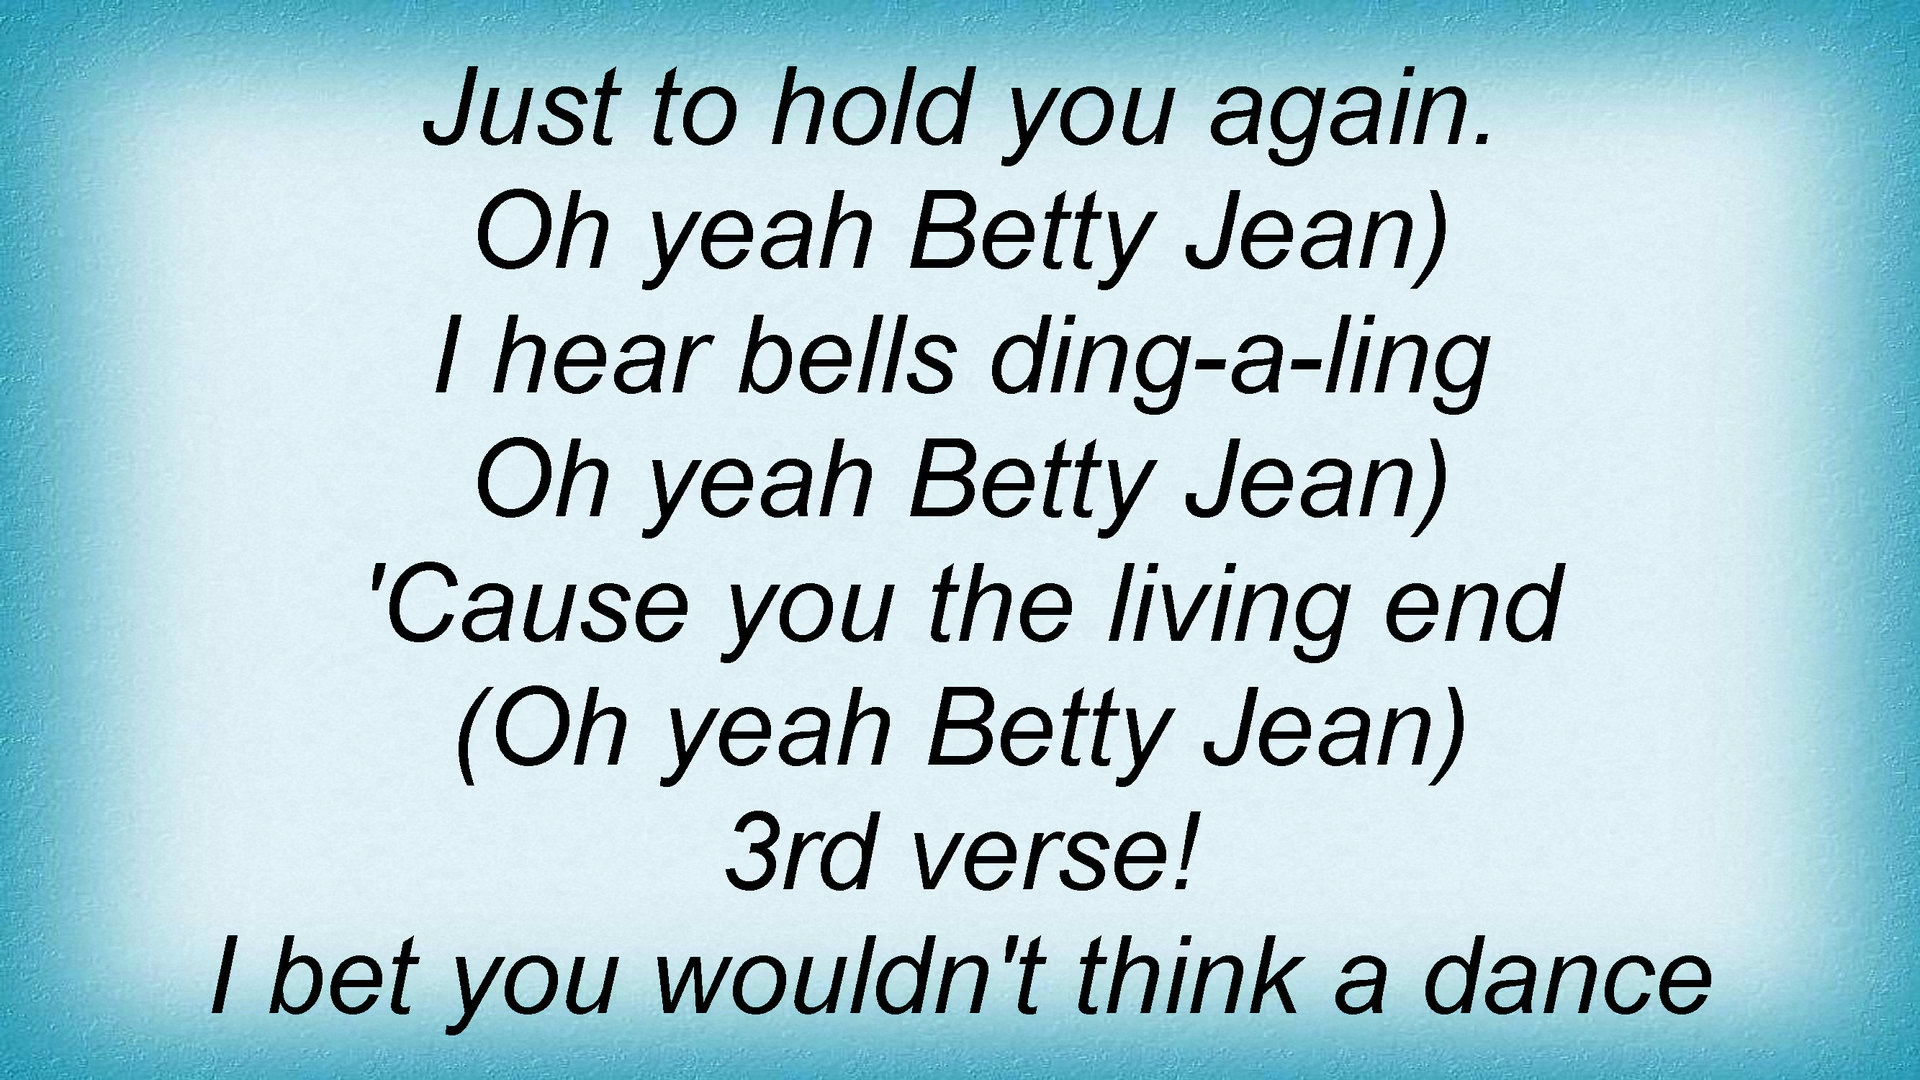 Just to hold you again.
Oh yeah Betty Jean)
I hear bells ding-a-ling
Oh yeah Betty Jean)
'Cause you the living end
(Oh yeah Betty Jean)
3rd verse!
I bet you wouldn't think a dance